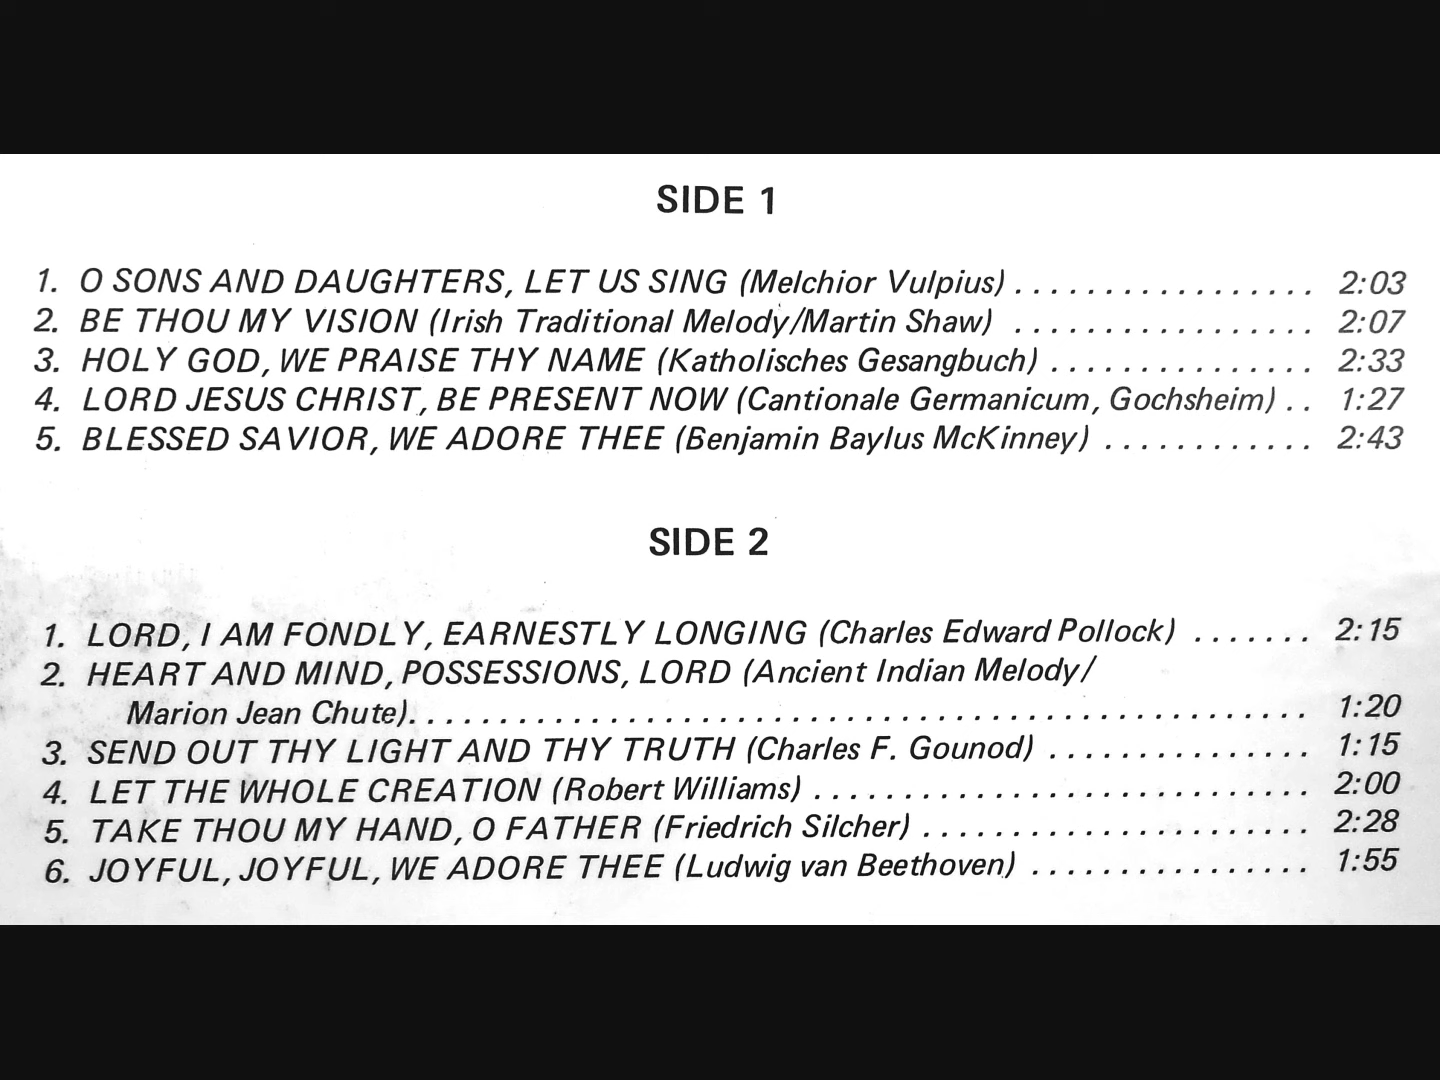 SIDE 1
1. O SONS AND DAUGHTERS, LET US SING (Melchior Vulpius) . . . . . . . . . . . . . . . . . 2:03
2. BE THOU MY VISION (Irish Traditional Melody/Martin Shaw) . . . . . . . . . . . . . . . . . 2:07
3. HOLY GOD, WE PRAISE THY NAME (Katholisches Gesangbuch) . . . . . . . . . . . . . . . 2:33
4. LORD JESUS CHRIST, BE PRESENT NOW (Cantionale Germanicum, Gochsheim) . . 1:27
5. BLESSED SAVIOR, WE ADORE THEE (Benjamin Baylus McKinney) . . . . . . . . . . . . 2:43
SIDE 2
1. LORD, I AM FONDLY, EARNESTLY LONGING (Charles Edward Pollock) . . . . . . . 2:15
2. HEART AND MIND, POSSESSIONS, LORD (Ancient Indian Melody/
Marion Jean Chute). . . . . . . . . . . . . . . . . . . . . . . . . . . . . . . . . . . . . . . . . . . . . . . . . . 1:20
3. SEND OUT THY LIGHT AND THY TRUTH (Charles F. Gounod) . . . . . . . . . . . . . . . 1:15
4. LET THE WHOLE CREATION (Robert Williams) . . . . . . . . . . . . . . . . . . . . . . . . . . . . 2:00
5. TAKE THOU MY HAND, O FATHER (Friedrich Silcher) . . . . . . . . . . . . . . . . . . . . . . 2:28
6. JOYFUL, JOYFUL, WE ADORE THEE (Ludwig van Beethoven) . . . . . . . . . . . . . . . . 1:55